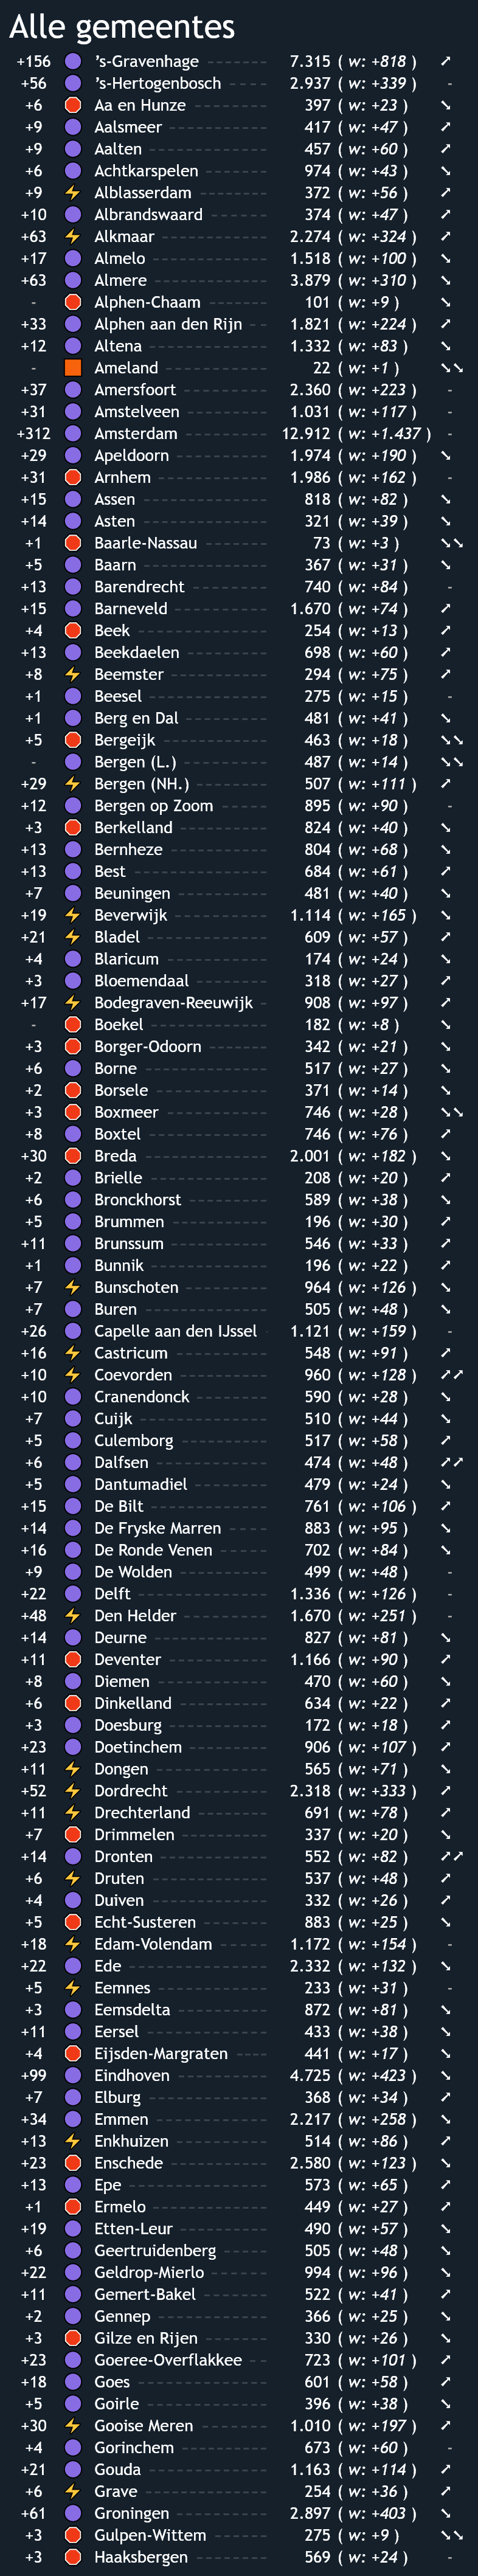 Alle gemeentes
+156 's-Gravenhage 7.315 ( w: +818 )
+56 's-Hertogenbosch 2.937 ( w: +339 ) -
+6 Aa en Hunze 397 ( w: +23 )
+9 Aalsmeer 417 ( w: +47 )
+9 Aalten 457 ( w: +60 )
+6 Achtkarspelen 974 ( w: +43 )
+9 Alblasserdam 372 ( w: +56 )
+10 Albrandswaard 374 ( w: +47 )
+63 Alkmaar 2.274 ( w: +324 )
+17 Almelo 1.518 ( w: +100 )
+63 Almere 3.879 ( w: +310 )
- Alphen-Chaam 101 ( w: +9 )
+33 Alphen aan den Rijn 1.821 ( w: +224 )
+12 Altena 1.332 ( w: +83 )
- Ameland 22 ( w: +1 )
+37 Amersfoort 2.360 ( w: +223 ) -
+31 Amstelveen 1.031 ( w: +117 ) -
+312 Amsterdam 12.912 ( w: +1.437 ) -
+29 Apeldoorn 1.974 ( w: +190 )
+31 Arnhem 1.986 ( w: +162 ) -
+15 Assen 818 ( w: +82 )
+14 Asten 321 ( w: +39 )
+1 Baarle-Nassau 73 ( w: +3 )
+5 Baarn 367 ( w: +31 )
+13 Barendrecht 740 ( w: +84 ) -
+15 Barneveld 1.670 ( w: +74 )
+4 Beek 254 ( w: +13 )
+13 Beekdaelen 698 ( w: +60 )
+8 Beemster 294 ( w: +75 )
+1 Beesel 275 ( w: +15 ) -
+1 Berg en Dal 481 ( w: +41 )
+5 Bergeijk 463 ( w: +18 )
- Bergen (L.) 487 ( w: +14 )
+29 Bergen (NH.) 507 ( w: +111 )
+12 Bergen op Zoom 895 ( w: +90 ) -
+3 Berkelland 824 ( w: +40 )
+13 Bernheze 804 ( w: +68 )
+13 Best 684 ( w: +61 )
+7 Beuningen 481 ( w: +40 )
+19 Beverwijk 1.114 ( w: +165 )
+21 Bladel 609 ( w: +57 )
+4 Blaricum 174 ( w: +24 )
+3 Bloemendaal 318 ( w: +27 )
+17 Bodegraven-Reeuwijk 908 ( w: +97 )
- Boekel 182 ( w: +8 )
+3 Borger-Odoorn 342 ( w: +21 )
+6 Borne 517 ( w: +27 )
+2 Borsele 371 ( w: +14 )
+3 Boxmeer 746 ( w: +28 )
+8 Boxtel 746 ( w: +76 )
+30 Breda 2.001 ( w: +182 )
+2 Brielle 208 ( w: +20 )
+6 Bronckhorst 589 ( w: +38 )
+5 Brummen 196 ( w: +30 )
+11 Brunssum 546 ( w: +33 )
+1 Bunnik 196 ( w: +22 )
+7 Bunschoten 964 ( w: +126 )
+7 Buren 505 ( w: +48 )
+26 Capelle aan den IJssel 1.121 ( w: +159 ) -
+16 Castricum 548 ( w: +91 )
+10 Coevorden 960 ( w: +128 )
+10 Cranendonck 590 ( w: +28 )
+7 Cuijk 510 ( w: +44 )
+5 Culemborg 517 ( w: +58 )
+6 Dalfsen 474 ( w: +48 )
+5 Dantumadiel 479 ( w: +24 )
+15 De Bilt 761 ( w: +106 )
+14 De Fryske Marren 883 ( w: +95 )
+16 De Ronde Venen 702 ( w: +84 )
+9 De Wolden 499 ( w: +48 ) -
+22 Delft 1.336 ( w: +126 ) -
+48 Den Helder 1.670 ( w: +251 ) -
+14 Deurne 827 ( w: +81 )
+11 Deventer 1.166 ( w: +90 )
+8 Diemen 470 ( w: +60 )
+6 Dinkelland 634 ( w: +22 )
+3 Doesburg 172 ( w: +18 )
+23 Doetinchem 906 ( w: +107 )
+11 Dongen 565 ( w: +71 )
+52 Dordrecht 2.318 ( w: +333 )
+11 Drechterland 691 ( w: +78 )
+7 Drimmelen 337 ( w: +20 )
+14 Dronten 552 ( w: +82 )
+6 Druten 537 ( w: +48 )
+4 Duiven 332 ( w: +26 )
+5 Echt-Susteren 883 ( w: +25 )
+18 Edam-Volendam 1.172 ( w: +154 ) -
+22 Ede 2.332 ( w: +132 )
+5 Eemnes 233 ( w: +31 ) -
+3 Eemsdelta 872 ( w: +81 )
+11 Eersel 433 ( w: +38 )
+4 Eijsden-Margraten 441 ( w: +17 )
+99 Eindhoven 4.725 ( w: +423 )
+7 Elburg 368 ( w: +34 )
+34 Emmen 2.217 ( w: +258 )
+13 Enkhuizen 514 ( w: +86 )
+23 Enschede 2.580 ( w: +123 )
+13 Epe 573 ( w: +65 )
+1 Ermelo 449 ( w: +27 )
+19 Etten-Leur 490 ( w: +57 )
+6 Geertruidenberg 505 ( w: +48 )
+22 Geldrop-Mierlo 994 ( w: +96 )
+11 Gemert-Bakel 522 ( w: +41 )
+2 Gennep 366 ( w: +25 )
+3 Gilze en Rijen 330 ( w: +26 )
+23 Goeree-Overflakkee 723 ( w: +101 )
+18 Goes 601 ( w: +58 )
+5 Goirle 396 ( w: +38 )
+30 Gooise Meren 1.010 ( w: +197 )
+4 Gorinchem 673 ( w: +60 ) -
+21 Gouda 1.163 ( w: +114 )
+6 Grave 254 ( w: +36 )
+61 Groningen 2.897 ( w: +403 )
+3 Gulpen-Wittem 275 ( w: +9 )
+3 Haaksbergen 569 ( w: +24 ) -